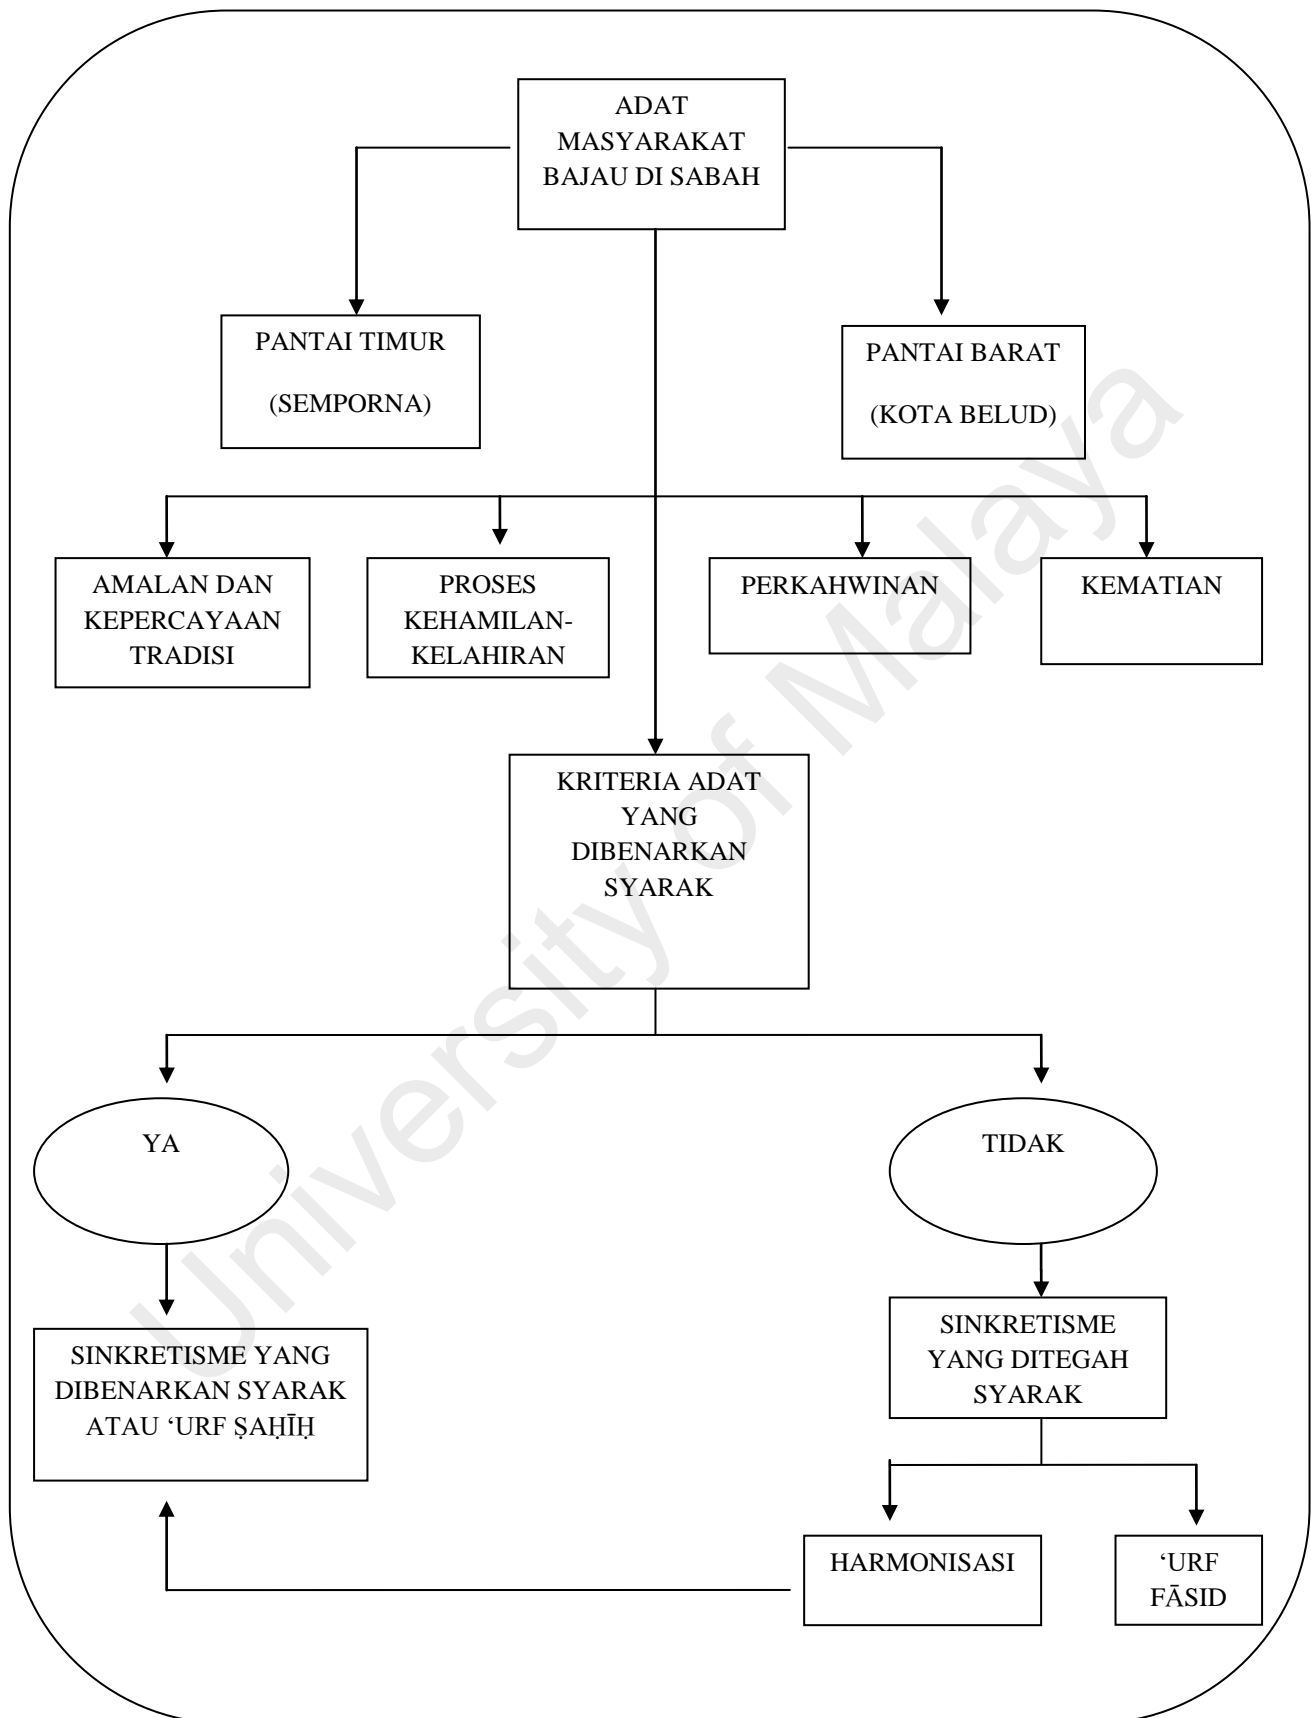 ADAT
MASYARAKAT
BAJAU DI SABAH
PANTAI TIMUR
(SEMPORNA)
PANTAI BARAT
(KOTA BELUD)
AMALAN DAN
KEPERCAYAAN
TRADISI
PROSES
KEHAMILAN-
KELAHIRAN
PERKAHWINAN
KEMATIAN
KRITERIA ADAT
YANG
DIBENARKAN
SYARAK
YA
TIDAK
SINKRETISME YANG
DIBENARKAN SYARAK
ATAU ‘URF ṢAḤĪḤ
SINKRETISME
YANG DITEGAH
SYARAK
HARMONISASI
‘URF
FĀSID
University of Malaya